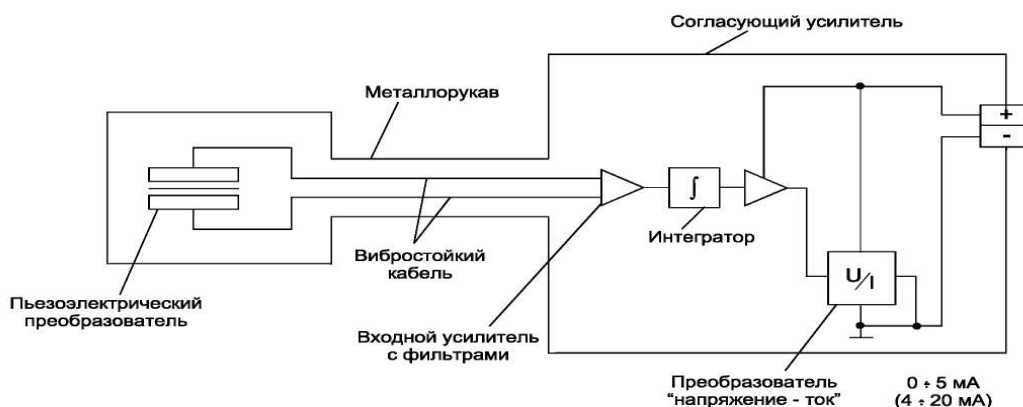 Согласующий усилитель
Металлорукав
+
-
∫
Интегратор
Вибростойкий
кабель
U/I
Пьезоэлектрический
преобразователь
Входной усилитель
с фильтрами
Преобразователь
"напряжение - ток"
0 ÷ 5 мА
(4 ÷ 20 мА)